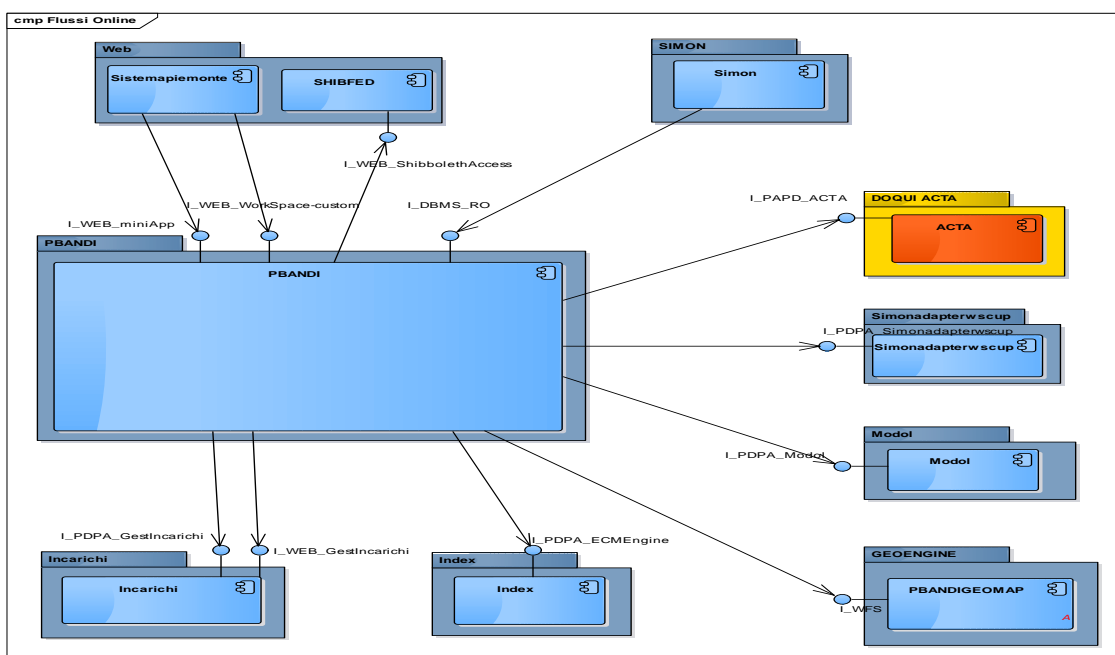 cmp Flussi Online
Web
Sistemapiemonte
SHIBFED
SIMON
Simon
I_WEB_ShibbolethAccess
I_WEB_WorkSpace-custom
I_DBMS_RO
I_WEB_miniApp
I_PAPD_ACTA
DOQUI ACTA
ACTA
PBANDI
PBANDI
Simonadapterwscup
I_PDPA_Simonadapterwscup
Simonadapterwscup
Modol
I_PDPA_Modol
Modol
I_PDPA_GestIncarichi
I_WEB_GestIncarichi
I_PDPA_ECMEngine
Incarichi
Incarichi
Index
Index
GEOENGINE
PBANDIGEOMAP
A
I_WFS